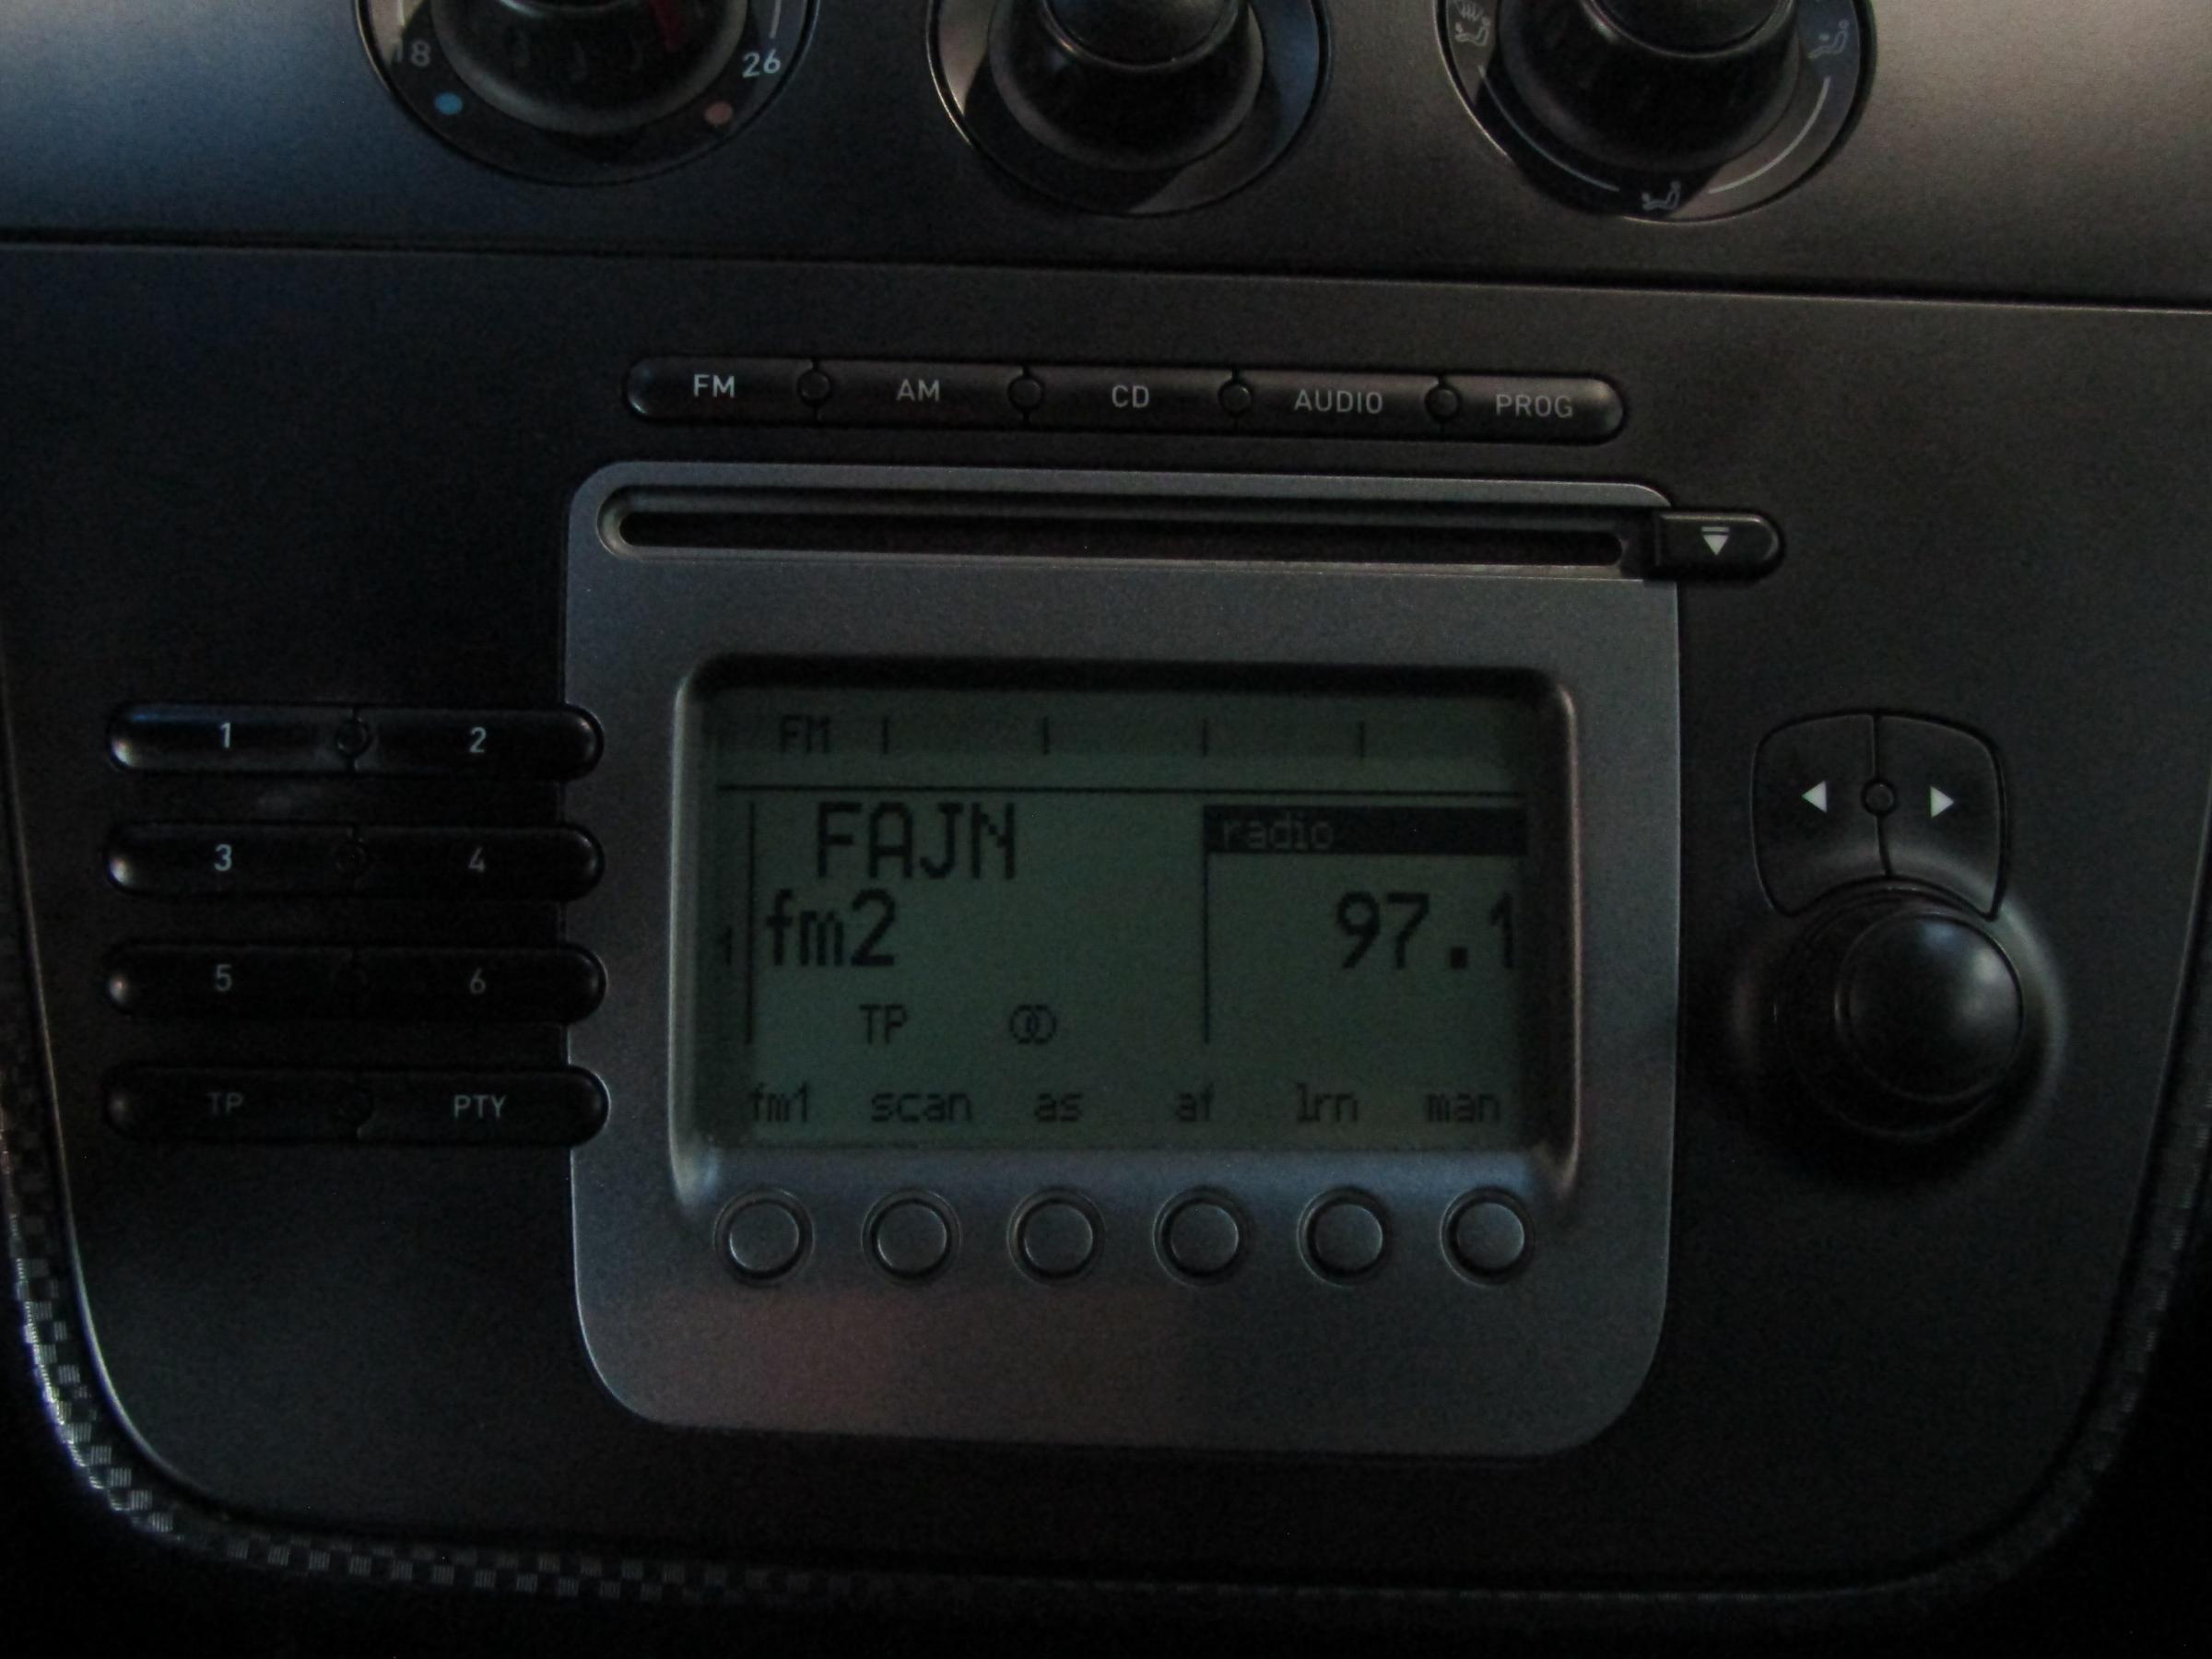 18 26
FM AM CD AUDIO PROG
FM
FAJN radio
1 fm2 97.1
TP
fm1 scan as af lrn man
1 2
3 4
5 6
TP PTY